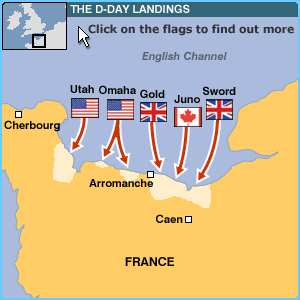 THE D-DAY LANDINGS
Click on the flags to find out more
English Channel
Utah
Omaha
Gold
Juno
Sword
Cherbourg
Arromanche
Caen
FRANCE